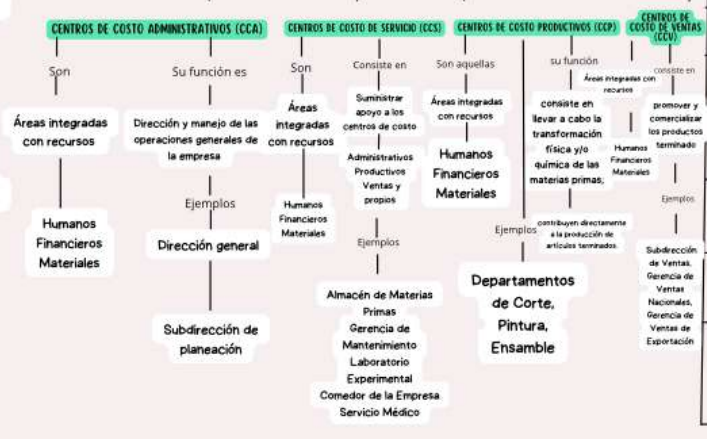 CENTROS DE COSTO ADMINISTRATIVOS (CCA)
Son
Áreas integradas
con recursos
Humanos
Financieros
Materiales
Su función es
Dirección y manejo de las
operaciones generales de
la empresa
Ejemplos
Dirección general
Subdirección de
planeación
CENTROS DE COSTO DE SERVICIO (CCS)
Son
Áreas
integradas
con recursos
Humanos
Financieros
Materiales
Consiste en
Suministrar
apoyo a los
centros de costo
Administrativos
Productivos
Ventas y
propios
Ejemplos
Almacén de Materias
Primas
Gerencia de
Mantenimiento
Laboratorio
Experimental
Comedor de la Empresa
Servicio Médico
CENTROS DE COSTO PRODUCTIVOS (CCP)
Son aquellas
Áreas integradas
con recursos
Humanos
Financieros
Materiales
Ejemplos
Departamentos
de Corte,
Pintura,
Ensamble
su función
consiste en
llevar a cabo la
transformación
física y/o
química de las
materias primas,
contribuyen directamente
a la producción de
artículos terminados.
CENTROS DE
COSTO DE VENTAS
(CCV)
Áreas integradas con
recursos
Humanos
Financieros
Materiales
consiste en
promover y
comercializar
los productos
terminado
Ejemplos
Subdirección
de Ventas,
Gerencia de
Ventas
Nacionales,
Gerencia de
Ventas de
Exportación